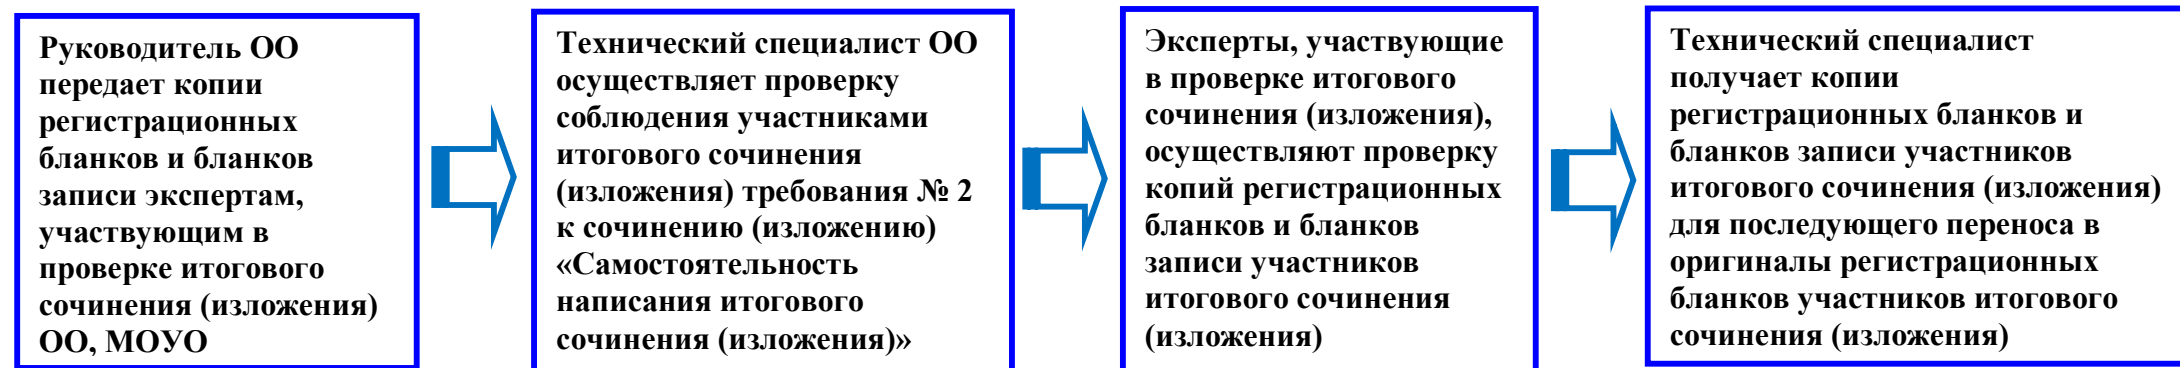 Руководитель ОО
передает копии
регистрационных
бланков и бланков
записи экспертам,
участвующим в
проверке итогового
сочинения (изложения)
ОО, МОУО
Технический специалист ОО
осуществляет проверку
соблюдения участниками
итогового сочинения
(изложения) требования № 2
к сочинению (изложению)
«Самостоятельность
написания итогового
сочинения (изложения)»
Эксперты, участвующие
в проверке итогового
сочинения (изложения),
осуществляют проверку
копий регистрационных
бланков и бланков
записи участников
итогового сочинения
(изложения)
Технический специалист
получает копии
регистрационных бланков и
бланков записи участников
итогового сочинения (изложения)
для последующего переноса в
оригиналы регистрационных
бланков участников итогового
сочинения (изложения)